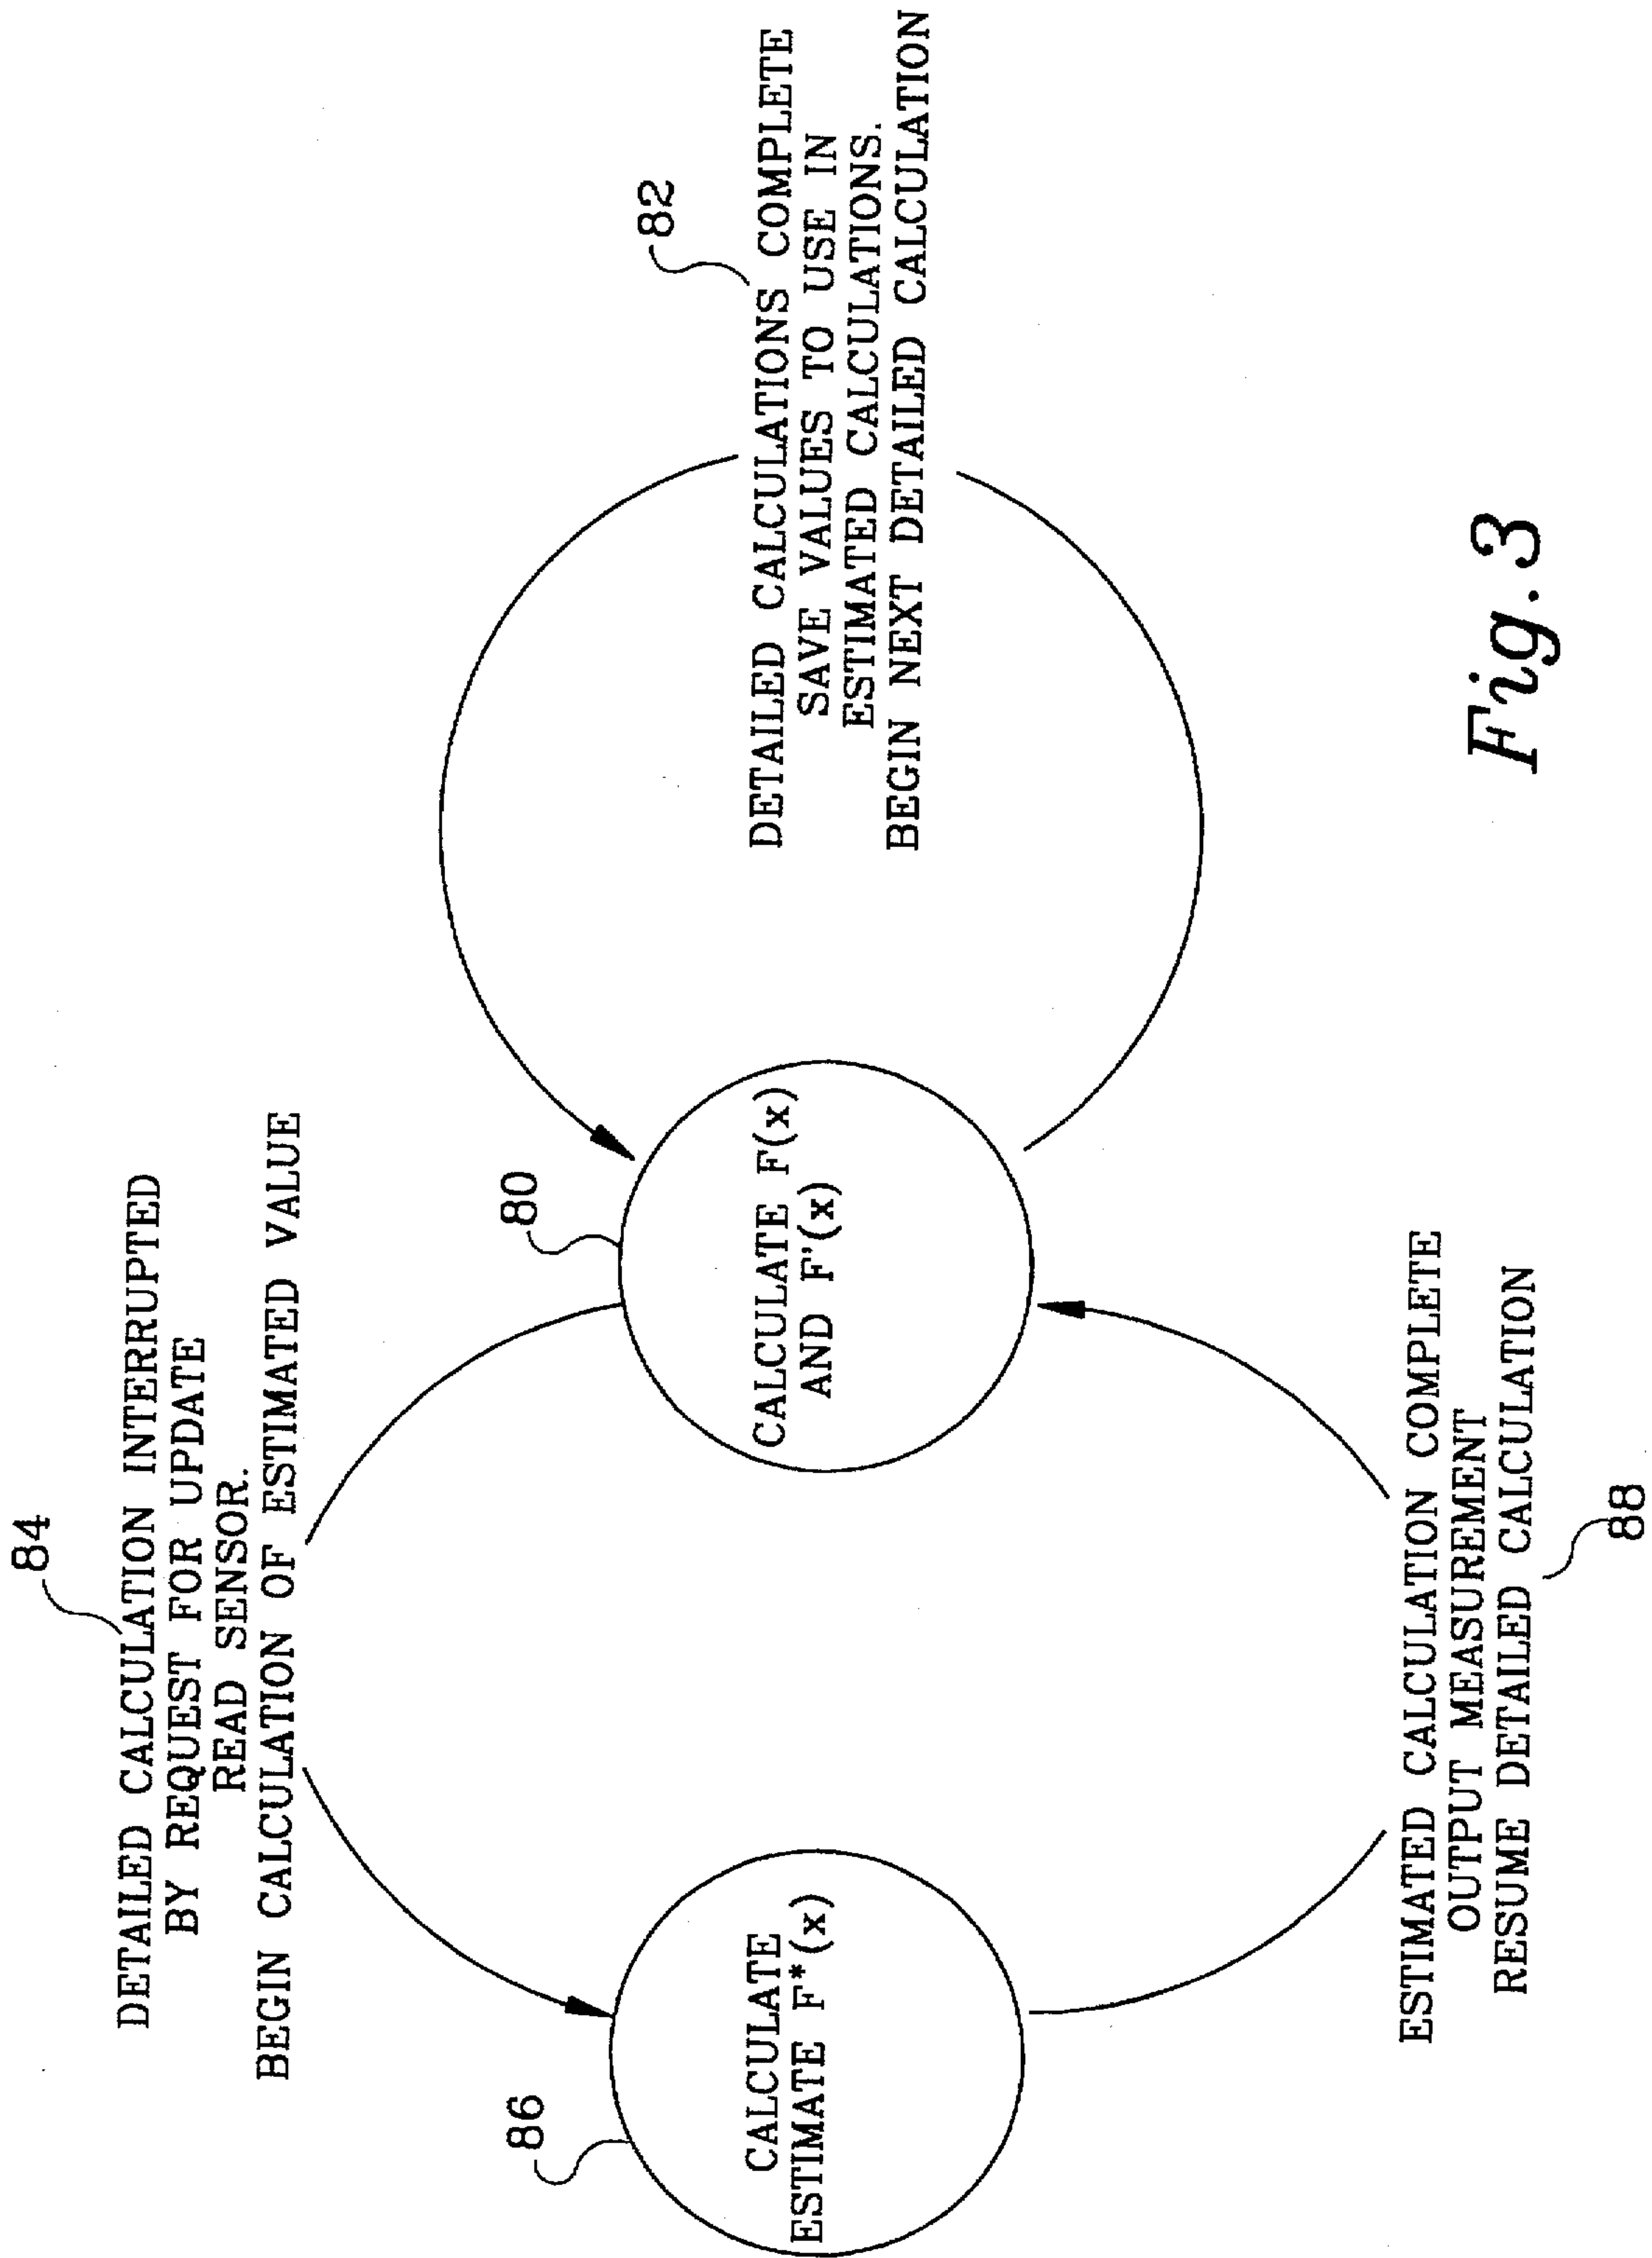 84
DETAILED CALCULATION INTERRUPTED
BY REQUEST FOR UPDATE
READ SENSOR.
BEGIN CALCULATION OF ESTIMATED VALUE
86
CALCULATE
ESTIMATE F*(x)
80
CALCULATE F(x)
AND F'(x)
82
DETAILED CALCULATIONS COMPLETE
SAVE VALUES TO USE IN
ESTIMATED CALCULATIONS.
BEGIN NEXT DETAILED CALCULATION
ESTIMATED CALCULATION COMPLETE
OUTPUT MEASUREMENT
RESUME DETAILED CALCULATION
88
Fig. 3